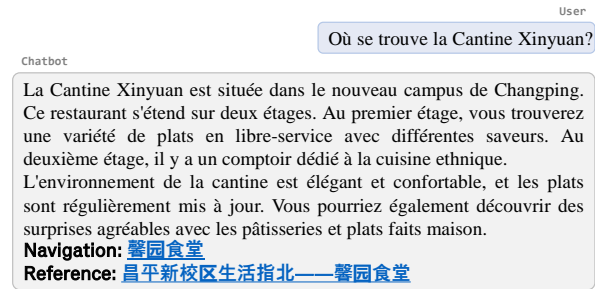 User
Où se trouve la Cantine Xinyuan?
Chatbot
La Cantine Xinyuan est située dans le nouveau campus de Changping.
Ce restaurant s'étend sur deux étages. Au premier étage, vous trouverez
une variété de plats en libre-service avec différentes saveurs. Au
deuxième étage, il y a un comptoir dédié à la cuisine ethnique.
L'environnement de la cantine est élégant et confortable, et les plats
sont régulièrement mis à jour. Vous pourriez également découvrir des
surprises agréables avec les pâtisseries et plats faits maison.
Navigation: 馨园食堂
Reference: 昌平新校区生活指北——馨园食堂